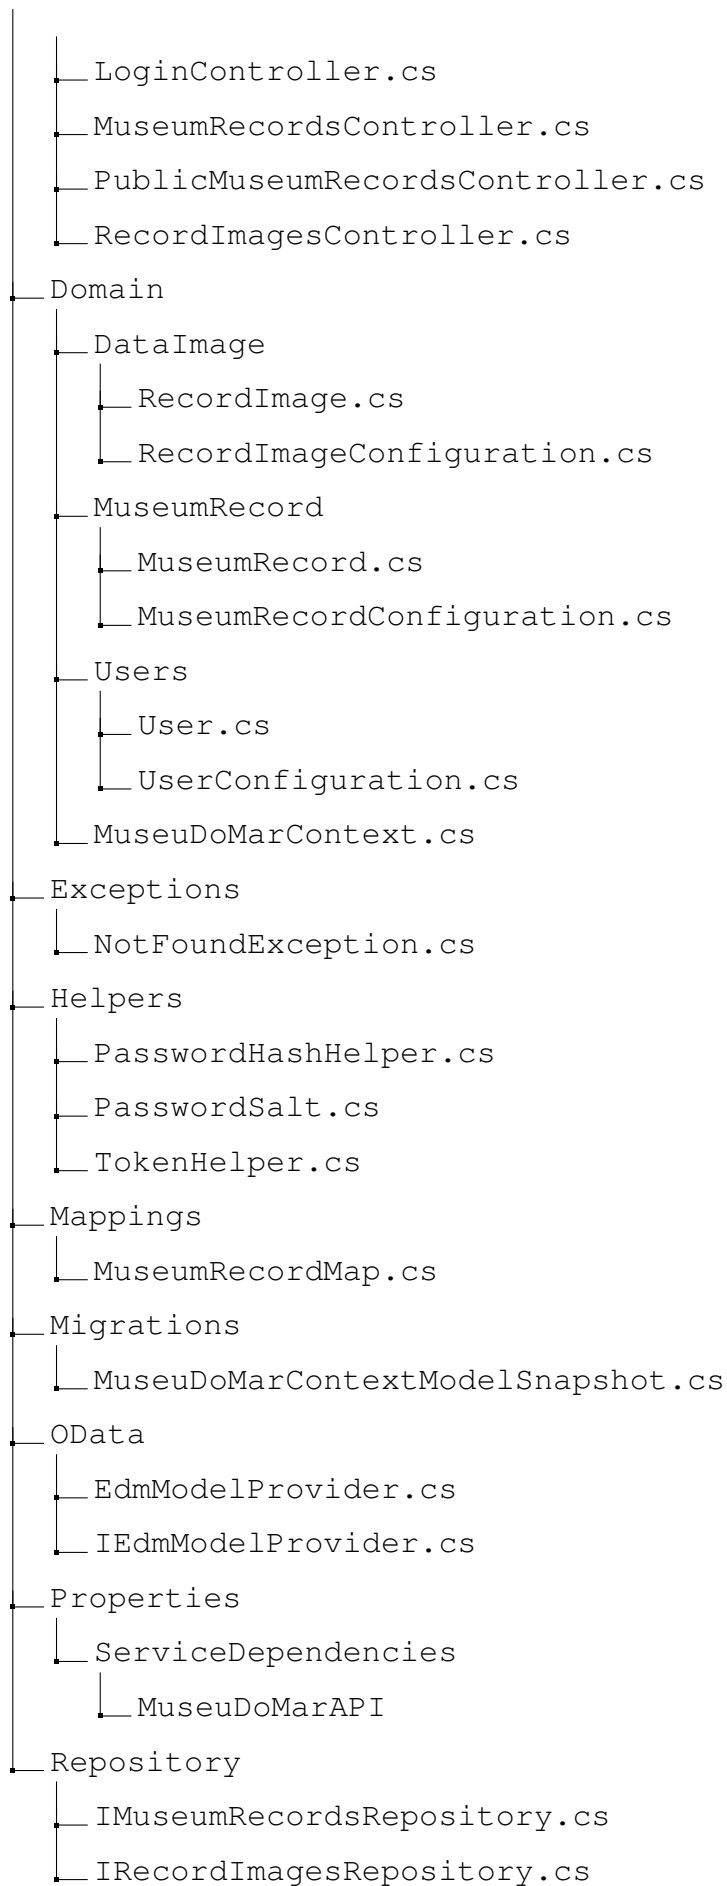 LoginController.cs
MuseumRecordsController.cs
PublicMuseumRecordsController.cs
RecordImagesController.cs
Domain
DataImage
RecordImage.cs
RecordImageConfiguration.cs
MuseumRecord
MuseumRecord.cs
MuseumRecordConfiguration.cs
Users
User.cs
UserConfiguration.cs
MuseuDoMarContext.cs
Exceptions
NotFoundException.cs
Helpers
PasswordHashHelper.cs
PasswordSalt.cs
TokenHelper.cs
Mappings
MuseumRecordMap.cs
Migrations
MuseuDoMarContextModelSnapshot.cs
OData
EdmModelProvider.cs
IEdmModelProvider.cs
Properties
ServiceDependencies
MuseuDoMarAPI
Repository
IMuseumRecordsRepository.cs
IRecordImagesRepository.cs